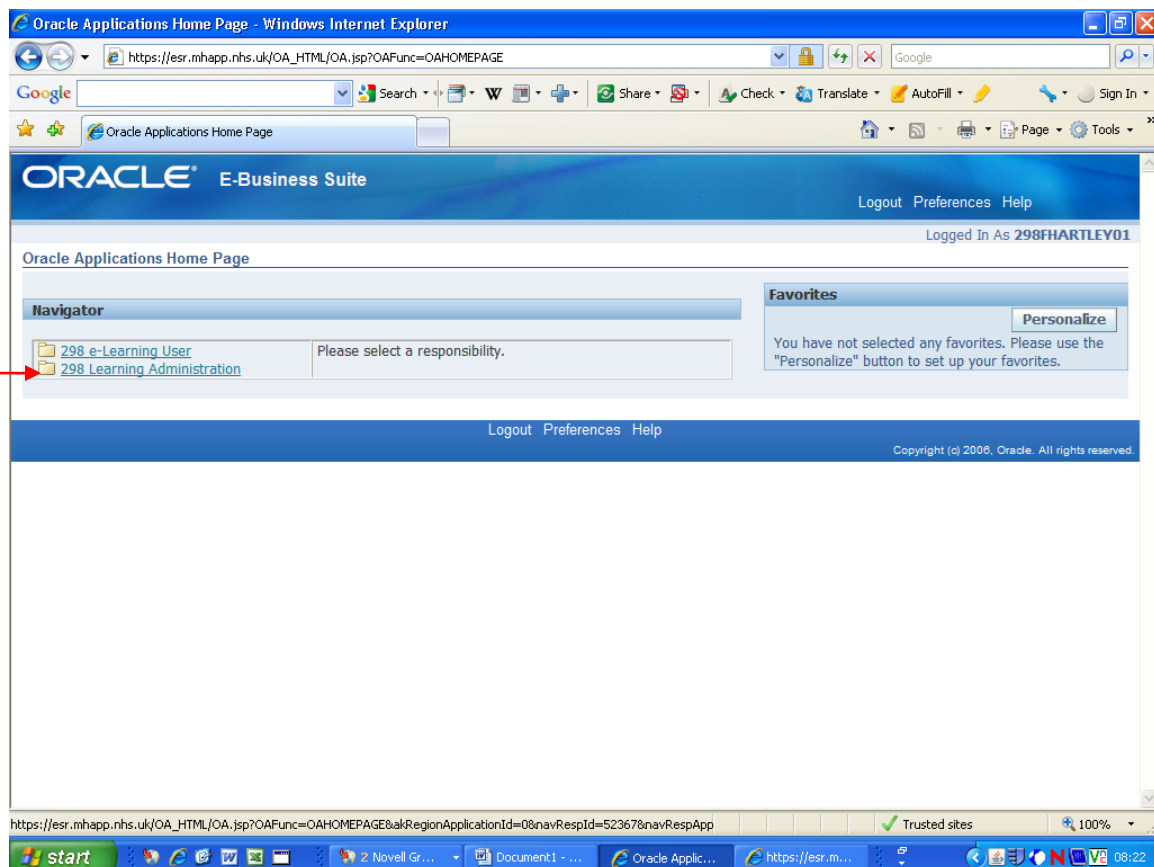 Oracle Applications Home Page - Windows Internet Explorer
https://esr.mhapp.nhs.uk/OA_HTML/OA.jsp?OAFunc=OAHOMEPAGE
Google
Google
Search
W
Share
Check
Translate
AutoFill
Sign In
Oracle Applications Home Page
Page
Tools
»
ORACLE® E-Business Suite
Logout Preferences Help
Logged In As 298FHARTLEY01
Oracle Applications Home Page
Navigator
298 e-Learning User
298 Learning Administration
Please select a responsibility.
Favorites
Personalize
You have not selected any favorites. Please use the
"Personalize" button to set up your favorites.
Logout Preferences Help
Copyright (c) 2006, Oracle. All rights reserved.
https://esr.mhapp.nhs.uk/OA_HTML/OA.jsp?OAFunc=OAHOMEPAGE&akRegionApplicationId=0&navRespId=52367&navRespApp
Trusted sites
100%
start
2 Novell Gr...
Document1 - ...
Oracle Applic...
https://esr.m...
08:22